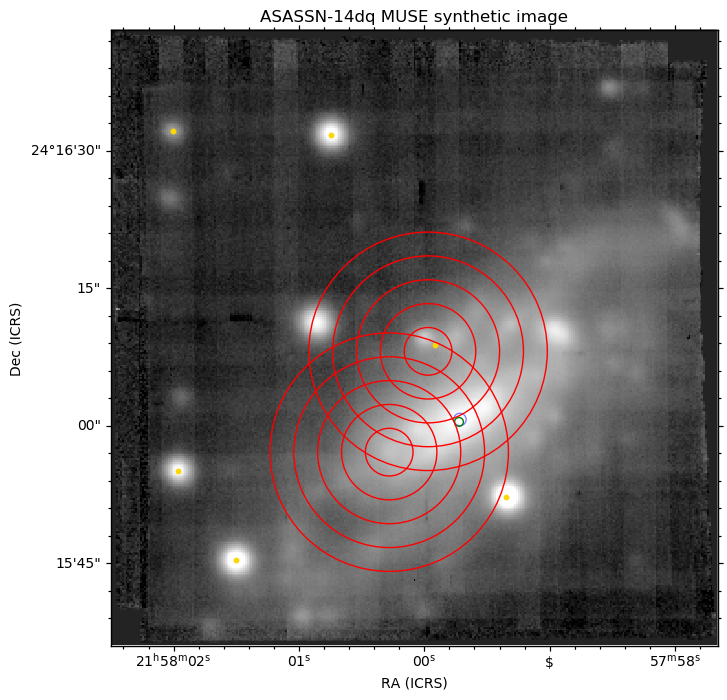 ASASSN-14dq MUSE synthetic image
Dec (ICRS)
24°16'30"
15"
00"
15'45"
21ʰ58ᵐ02ˢ 01ˢ 00ˢ $ 57ᵐ58ˢ
RA (ICRS)